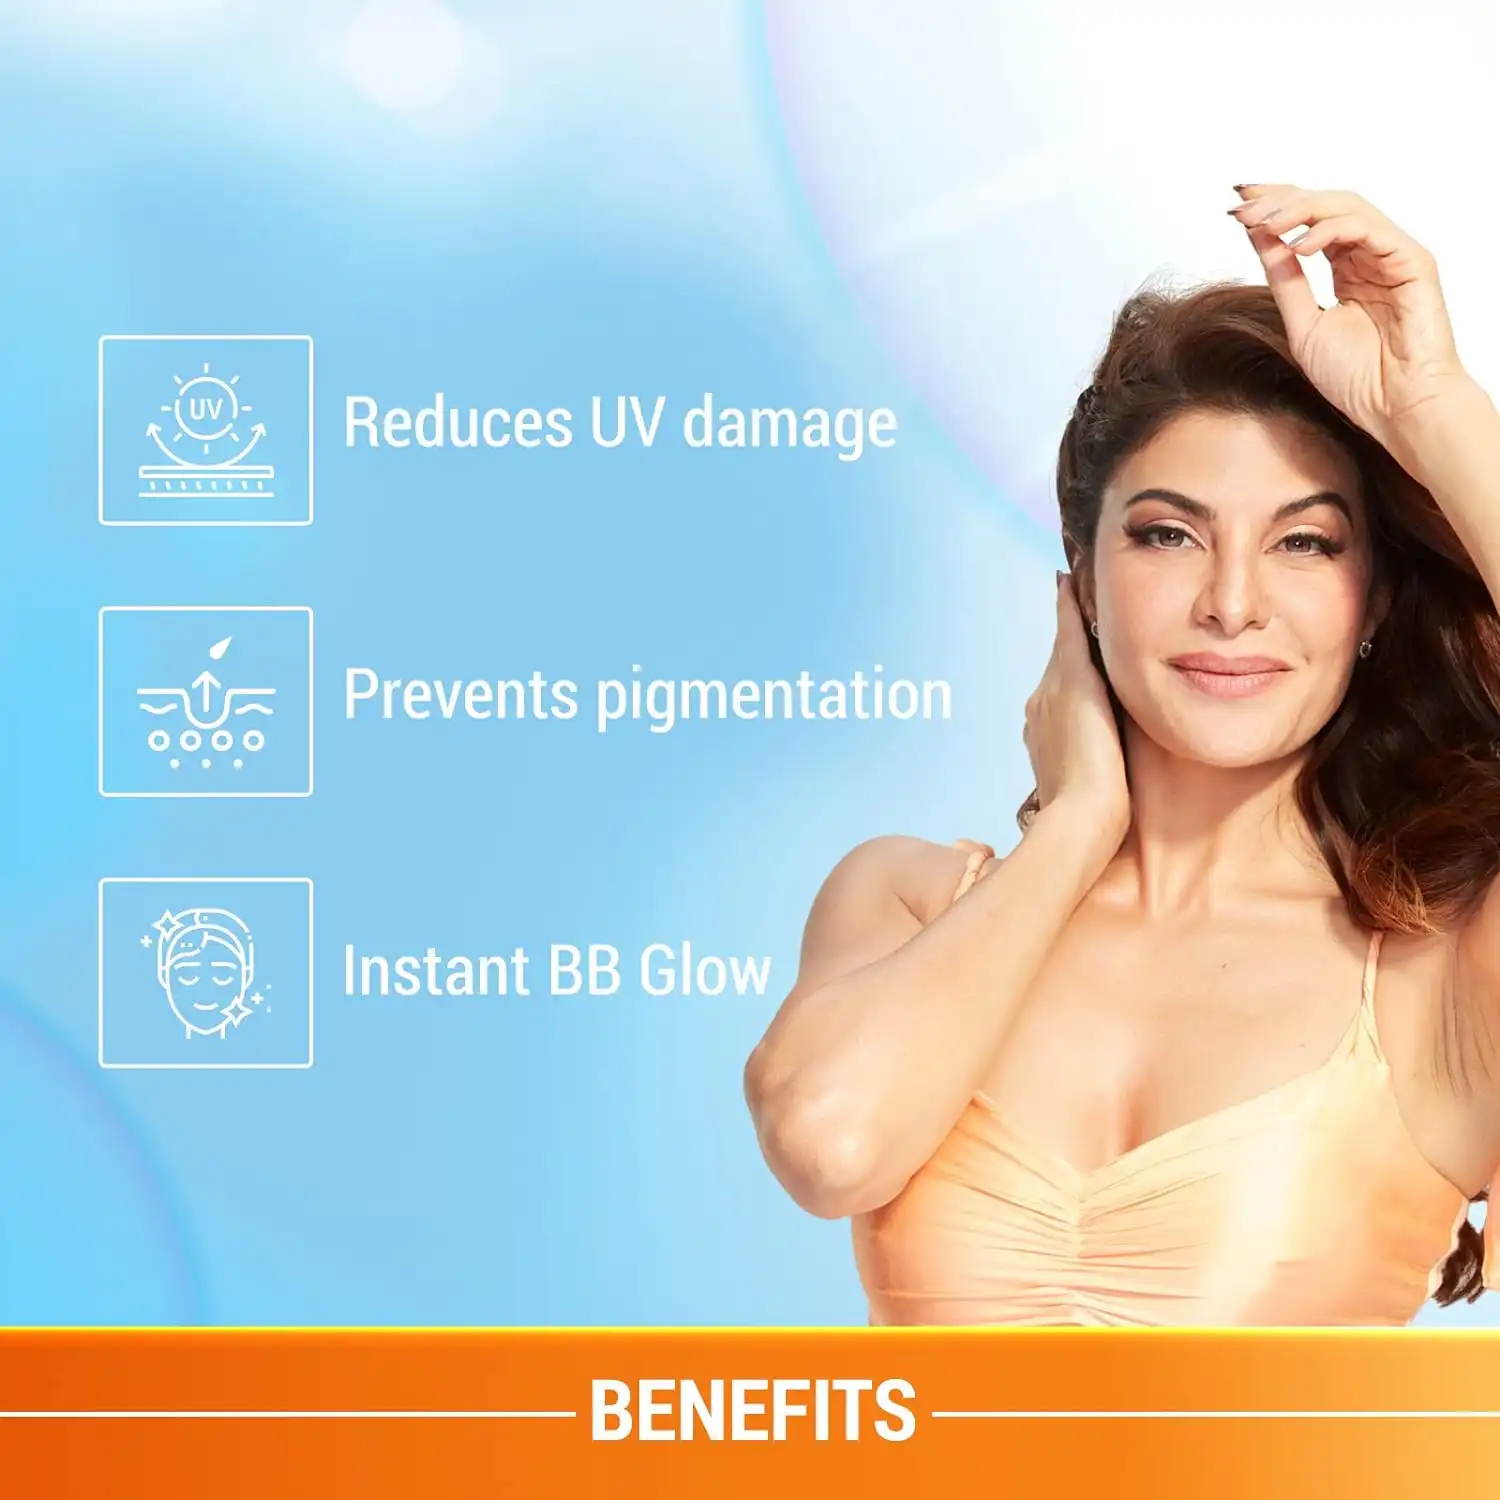 UV
Reduces UV damage
Prevents pigmentation
Instant BB Glow
BENEFITS